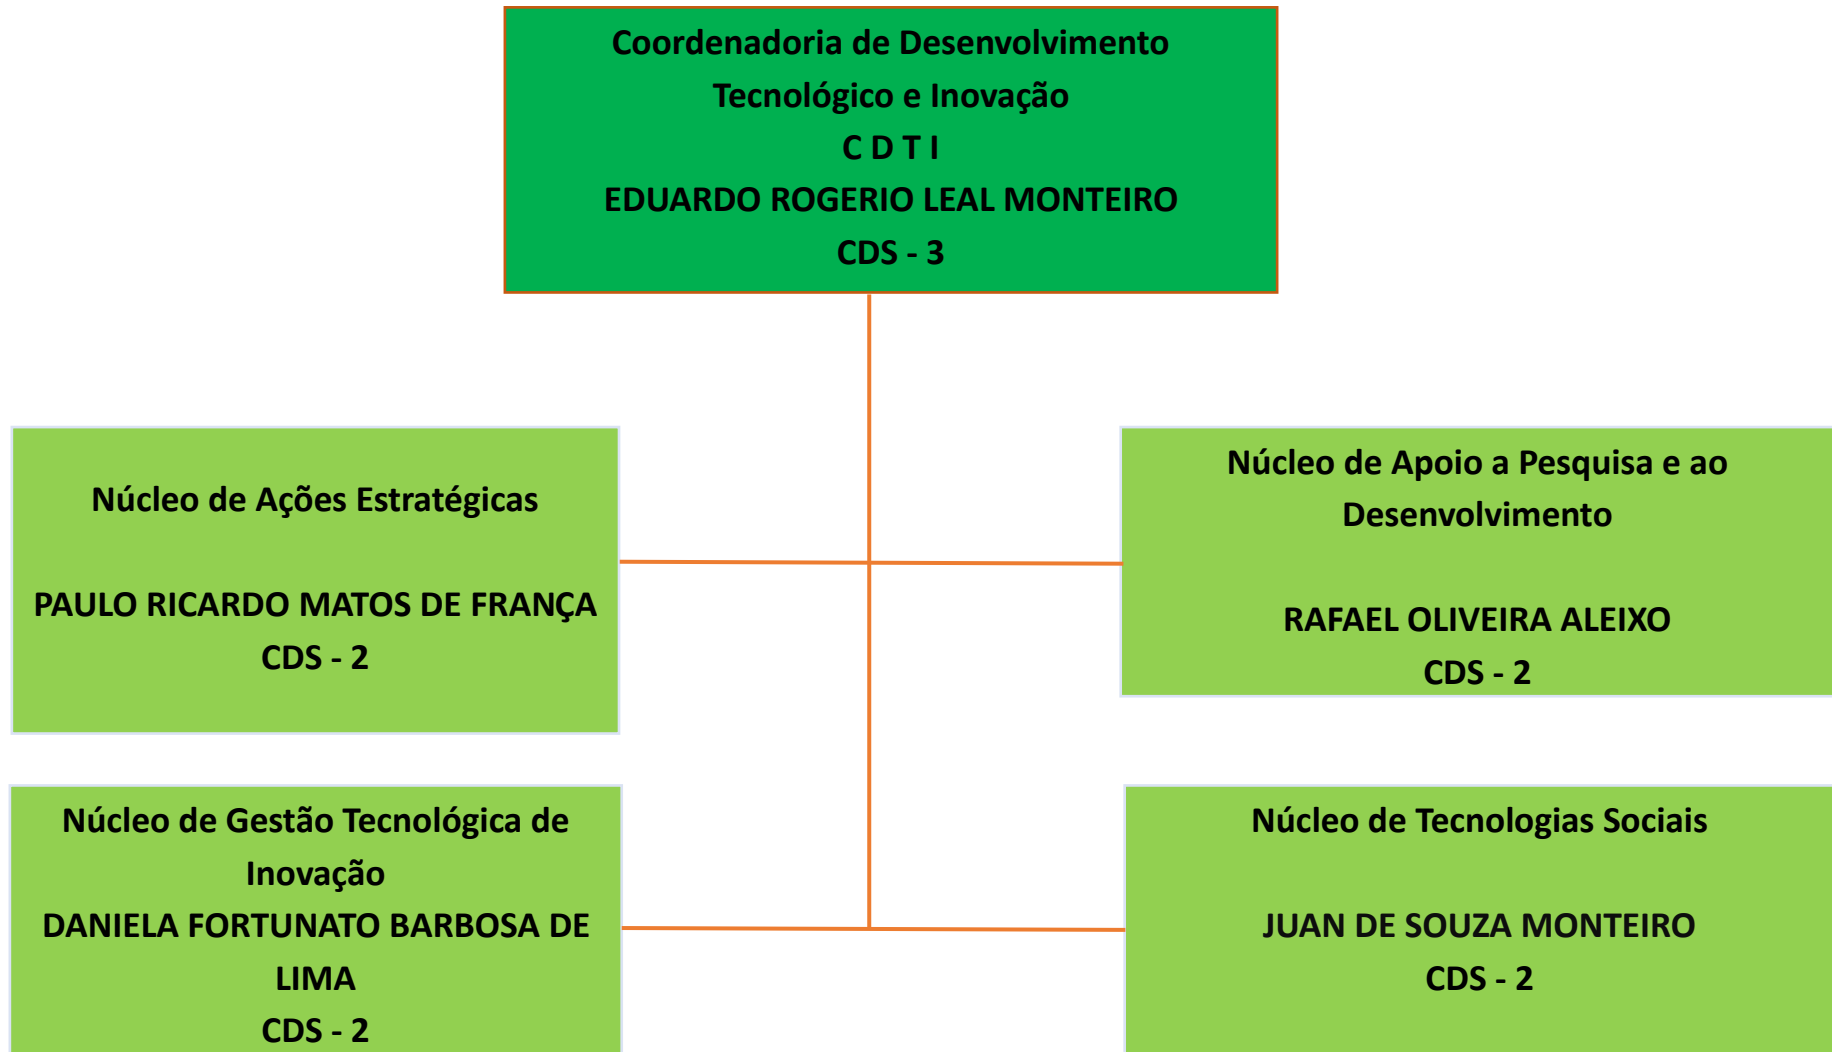 Coordenadoria de Desenvolvimento
Tecnológico e Inovação
C D T I
EDUARDO ROGERIO LEAL MONTEIRO
CDS - 3
Núcleo de Ações Estratégicas
PAULO RICARDO MATOS DE FRANÇA
CDS - 2
Núcleo de Apoio a Pesquisa e ao
Desenvolvimento
RAFAEL OLIVEIRA ALEIXO
CDS - 2
Núcleo de Gestão Tecnológica de
Inovação
DANIELA FORTUNATO BARBOSA DE
LIMA
CDS - 2
Núcleo de Tecnologias Sociais
JUAN DE SOUZA MONTEIRO
CDS - 2